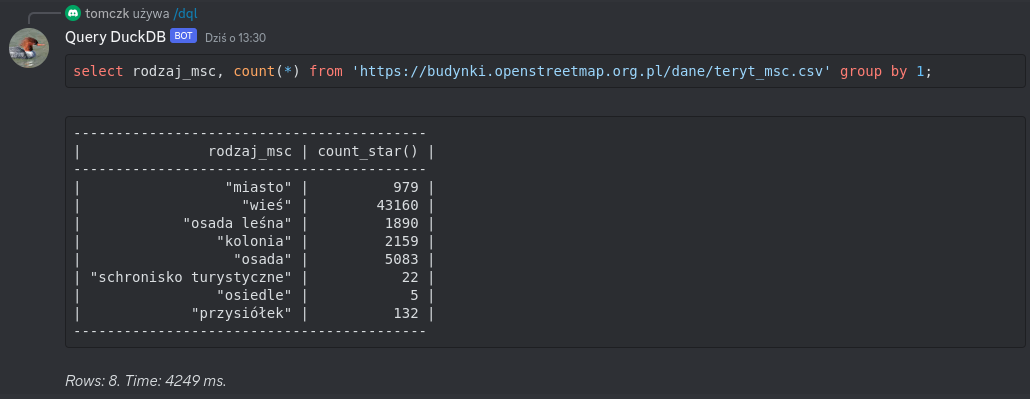 tomczk używa /dql
Query DuckDB BOT Dziś o 13:30
select rodzaj_msc, count(*) from 'https://budynki.openstreetmap.org.pl/dane/teryt_msc.csv' group by 1;
------------------------------------------
|               rodzaj_msc | count_star() |
------------------------------------------
|                 "miasto" |          979 |
|                   "wieś" |        43160 |
|            "osada leśna" |         1890 |
|                "kolonia" |         2159 |
|                  "osada" |         5083 |
| "schronisko turystyczne" |           22 |
|                "osiedle" |            5 |
|             "przysiółek" |          132 |
------------------------------------------
Rows: 8. Time: 4249 ms.